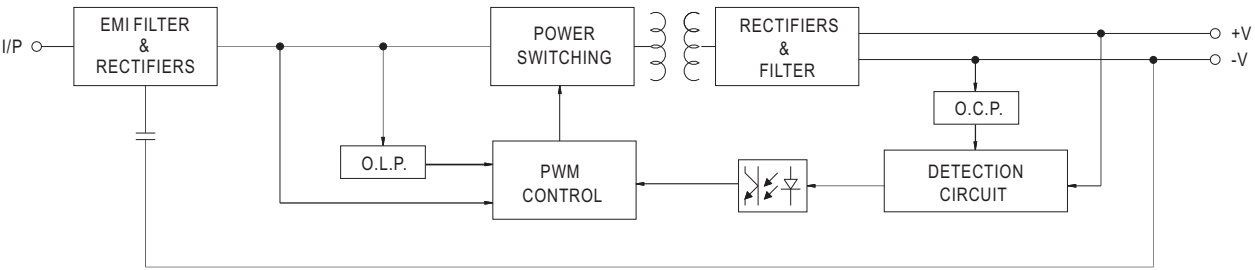 I/P
EMI FILTER
&
RECTIFIERS
POWER
SWITCHING
RECTIFIERS
&
FILTER
+V
-V
O.C.P.
O.L.P.
PWM
CONTROL
DETECTION
CIRCUIT